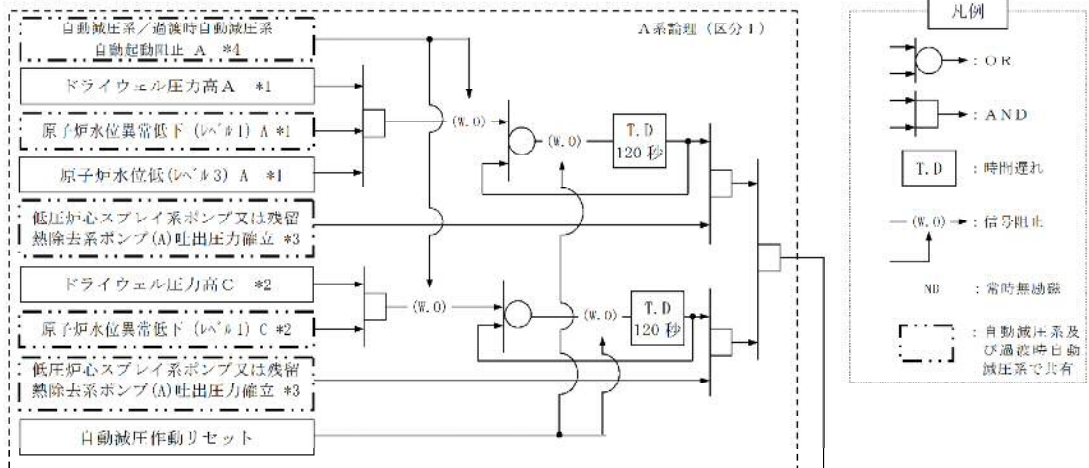 自動減圧系/過渡時自動減圧系
自動起動阻止 A *4
ドライウェル圧力高A *1
原子炉水位異常低下(レベル1) A *1
原子炉水位低(レベル3) A *1
低圧炉心スプレイ系ポンプ又は残留
熱除去系ポンプ(A)吐出圧力確立 *3
ドライウェル圧力高C *2
原子炉水位異常低下(レベル1) C *2
低圧炉心スプレイ系ポンプ又は残留
熱除去系ポンプ(A)吐出圧力確立 *3
自動減圧作動リセット
A系論理(区分I)
(W.O)
(W.O)
T.D
120秒
(W.O)
(W.O)
T.D
120秒
凡例
:OR
:AND
T.D
:時間遅れ
(W.O)
:信号阻止
ND
:常時無励磁
:自動減圧系及
び過渡時自動
減圧系で共有